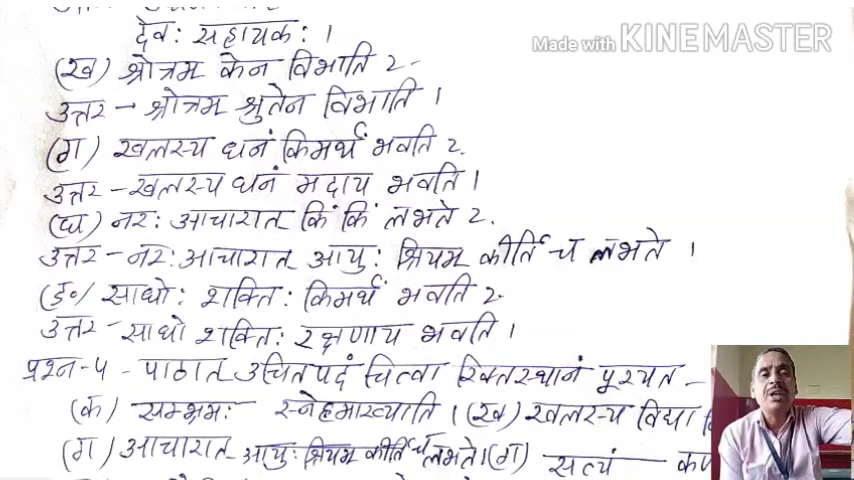 Made with KINEMASTER
देवः सहायकः ।
(ख) श्रोत्रम केन विभाति ?
उत्तर - श्रोत्रम श्रुतेन विभाति ।
(ग) खलस्य धनं किमर्थं भवति ?
उत्तर - खलस्य धनं मदाय भवति ।
(घ) नरः आचारात् किं किं लभते ?
उत्तर - नरः आचारात् आयुः श्रियम कीर्तिं च लभते ।
(ड॰) साधोः शक्तिः किमर्थं भवति ?
उत्तर - साधो शक्तिः रक्षणाय भवति ।
प्रश्न-५ - पाठात् उचितपदं चित्वा रिक्तस्थानं पूरयत -
(क) सम्भ्रमः स्नेहमाख्याति । (ख) खलस्य विद्या
(ग) आचारात् आयुः श्रियम कीर्तिं च लभते । (ग) सत्यं